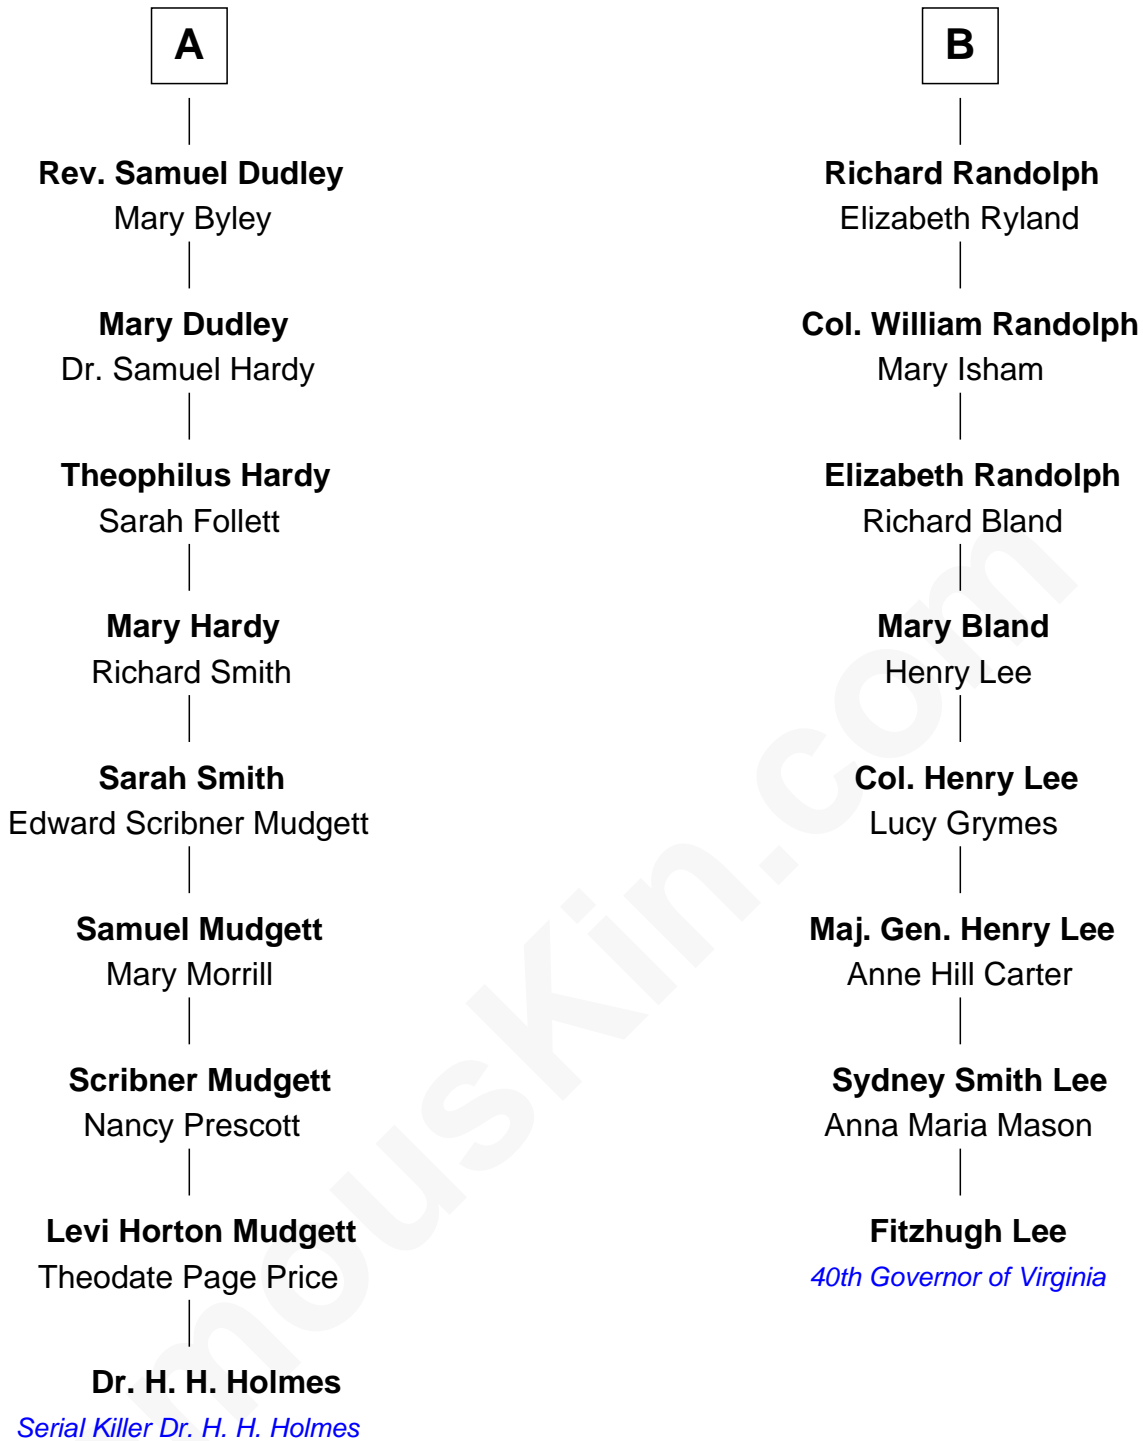 A
Rev. Samuel Dudley
Mary Byley
Mary Dudley
Dr. Samuel Hardy
Theophilus Hardy
Sarah Follett
Mary Hardy
Richard Smith
Sarah Smith
Edward Scribner Mudgett
Samuel Mudgett
Mary Morrill
Scribner Mudgett
Nancy Prescott
Levi Horton Mudgett
Theodate Page Price
Dr. H. H. Holmes
Serial Killer Dr. H. H. Holmes
B
Richard Randolph
Elizabeth Ryland
Col. William Randolph
Mary Isham
Elizabeth Randolph
Richard Bland
Mary Bland
Henry Lee
Col. Henry Lee
Lucy Grymes
Maj. Gen. Henry Lee
Anne Hill Carter
Sydney Smith Lee
Anna Maria Mason
Fitzhugh Lee
40th Governor of Virginia
mousKin.com